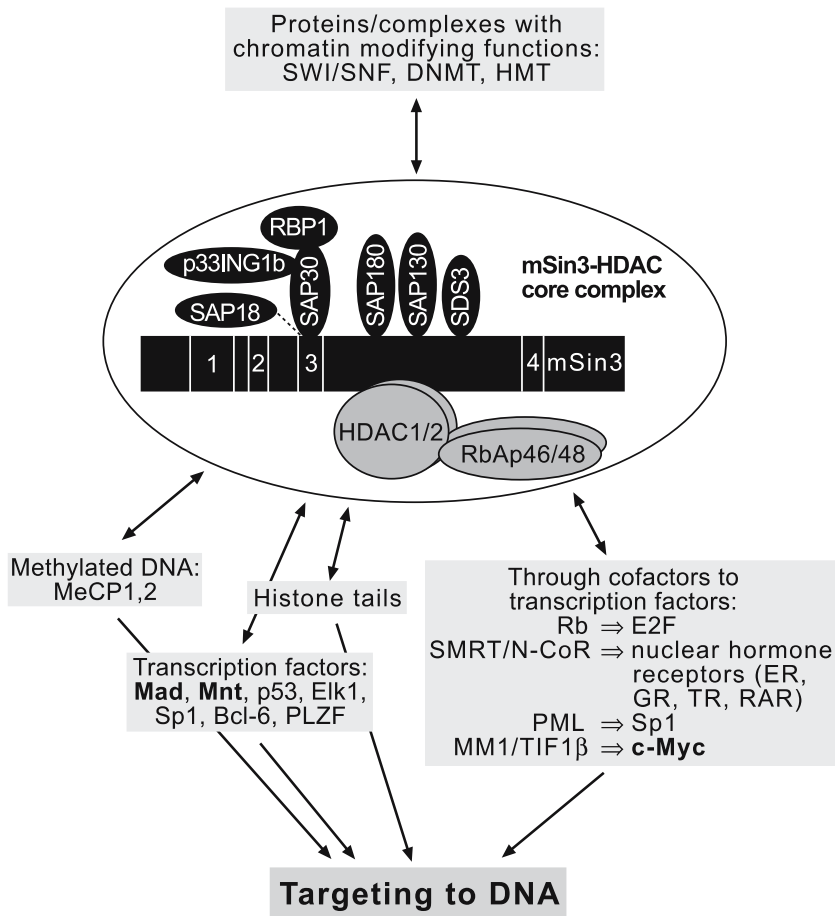 Proteins/complexes with
chromatin modifying functions:
SWI/SNF, DNMT, HMT
RBP1
p33ING1b
SAP18
SAP30
SAP180
SAP130
SDS3
mSin3-HDAC
core complex
1 2 3 4 mSin3
HDAC1/2
RbAp46/48
Methylated DNA:
MeCP1,2
Histone tails
Transcription factors:
Mad, Mnt, p53, Elk1,
Sp1, Bcl-6, PLZF
Through cofactors to
transcription factors:
Rb ⇒ E2F
SMRT/N-CoR ⇒ nuclear hormone
receptors (ER,
GR, TR, RAR)
PML ⇒ Sp1
MM1/TIF1β ⇒ c-Myc
Targeting to DNA